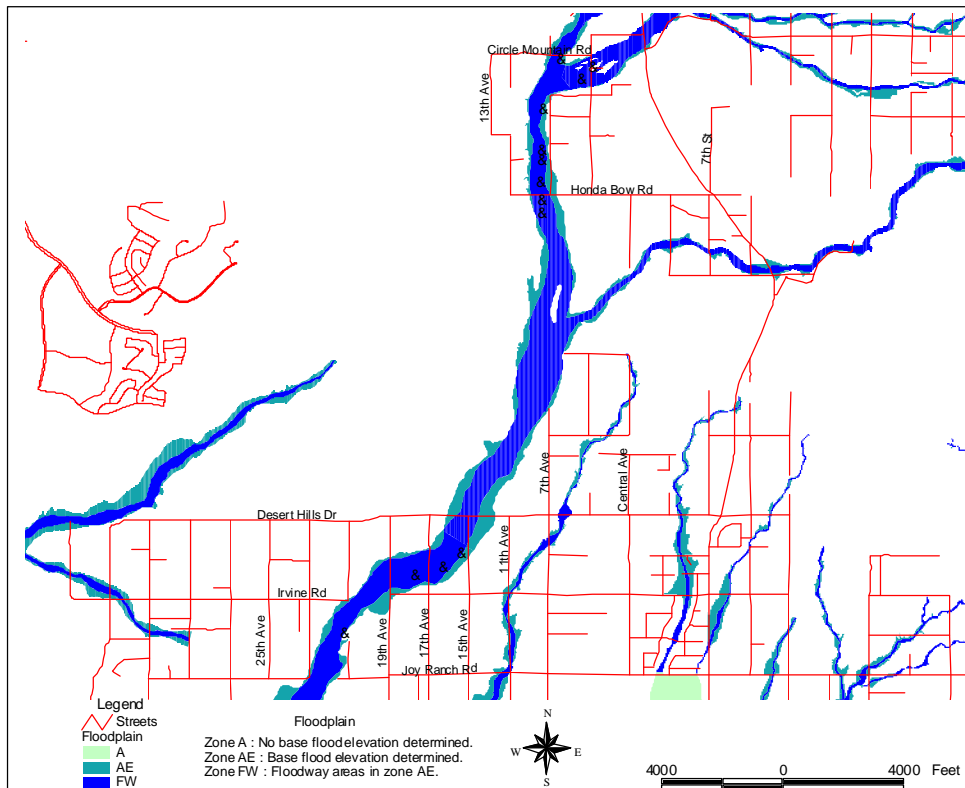 Circle Mountain Rd
13th Ave
7th St
Honda Bow Rd
7th Ave
Central Ave
Desert Hills Dr
11th Ave
Irvine Rd
25th Ave
19th Ave
17th Ave
15th Ave
Joy Ranch Rd
&
&
&
&
&
&
&
&
&
&
&
&
&
Legend
Streets
Floodplain
A
AE
FW
Floodplain
Zone A : No base flood elevation determined.
Zone AE : Base flood elevation determined.
Zone FW : Floodway areas in zone AE.
N
W E
S
4000 0 4000 Feet